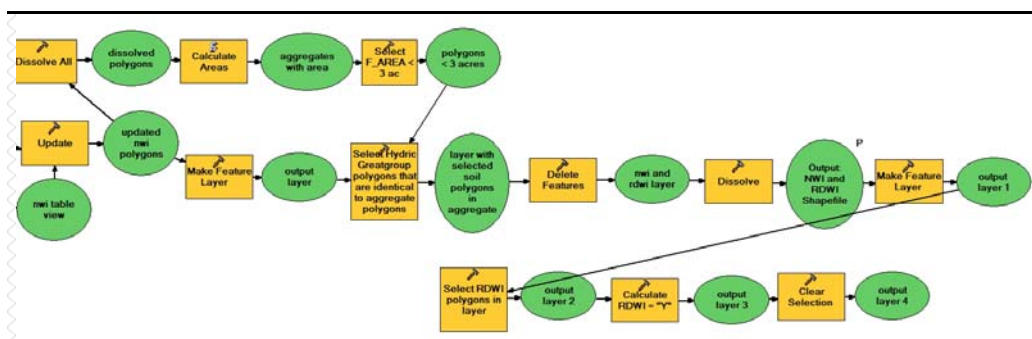 Dissolve All
dissolved
polygons
Calculate
Areas
aggregates
with area
Select
F_AREA <
3 ac
polygons
< 3 acres
Update
updated
nwi
polygons
nwi table
view
Make Feature
Layer
output
layer
Select Hydric
Greatgroup
polygons that
are identical
to aggregate
polygons
layer with
selected
soil
polygons
in
aggregate
Delete
Features
nwi and
rdwi layer
Dissolve
Output:
NWI and
RDWI
Shapefile
P
Make Feature
Layer
output
layer 1
Select RDWI
polygons in
layer
output
layer 2
Calculate
RDWI = "Y"
output
layer 3
Clear
Selection
output
layer 4